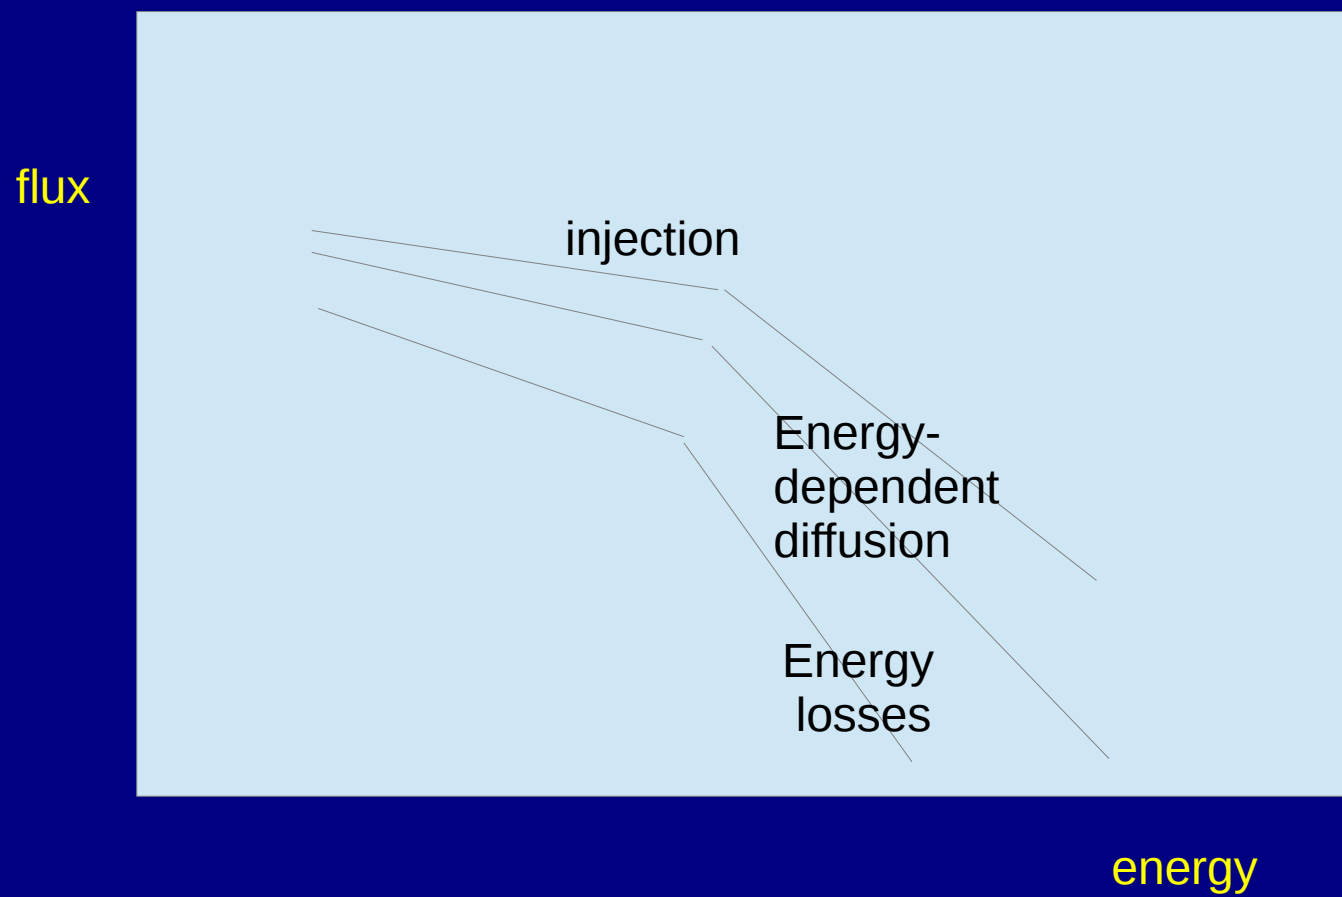 flux
injection
Energy-
dependent
diffusion
Energy
losses
energy